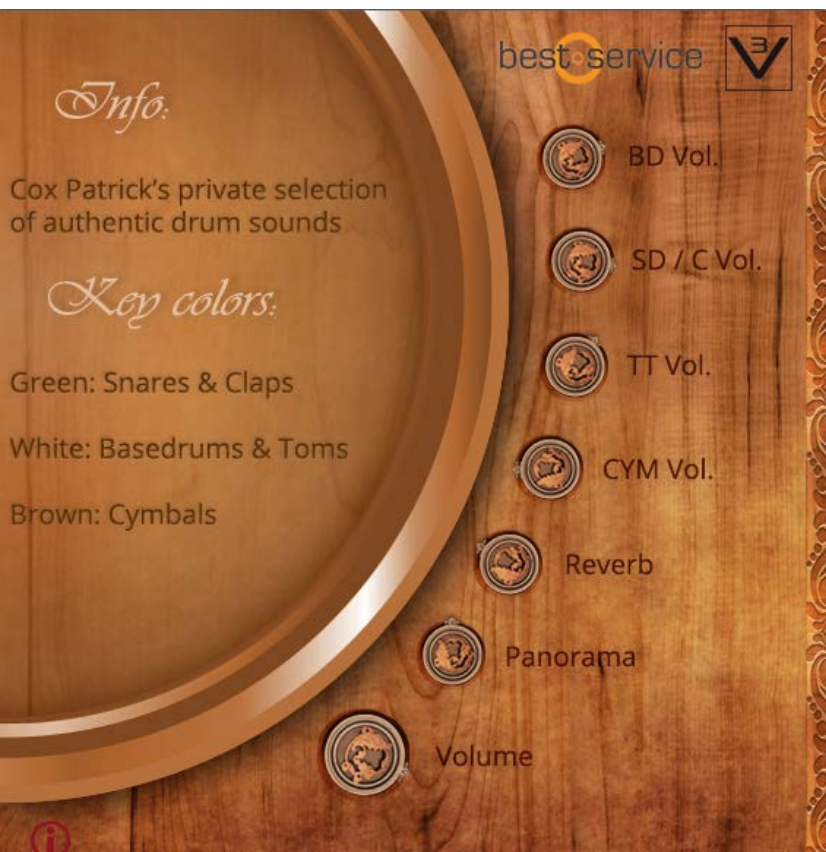 best service
V3
Info:
Cox Patrick's private selection
of authentic drum sounds
Key colors:
Green: Snares & Claps
White: Basedrums & Toms
Brown: Cymbals
BD Vol.
SD / C Vol.
TT Vol.
CYM Vol.
Reverb
Panorama
Volume
i